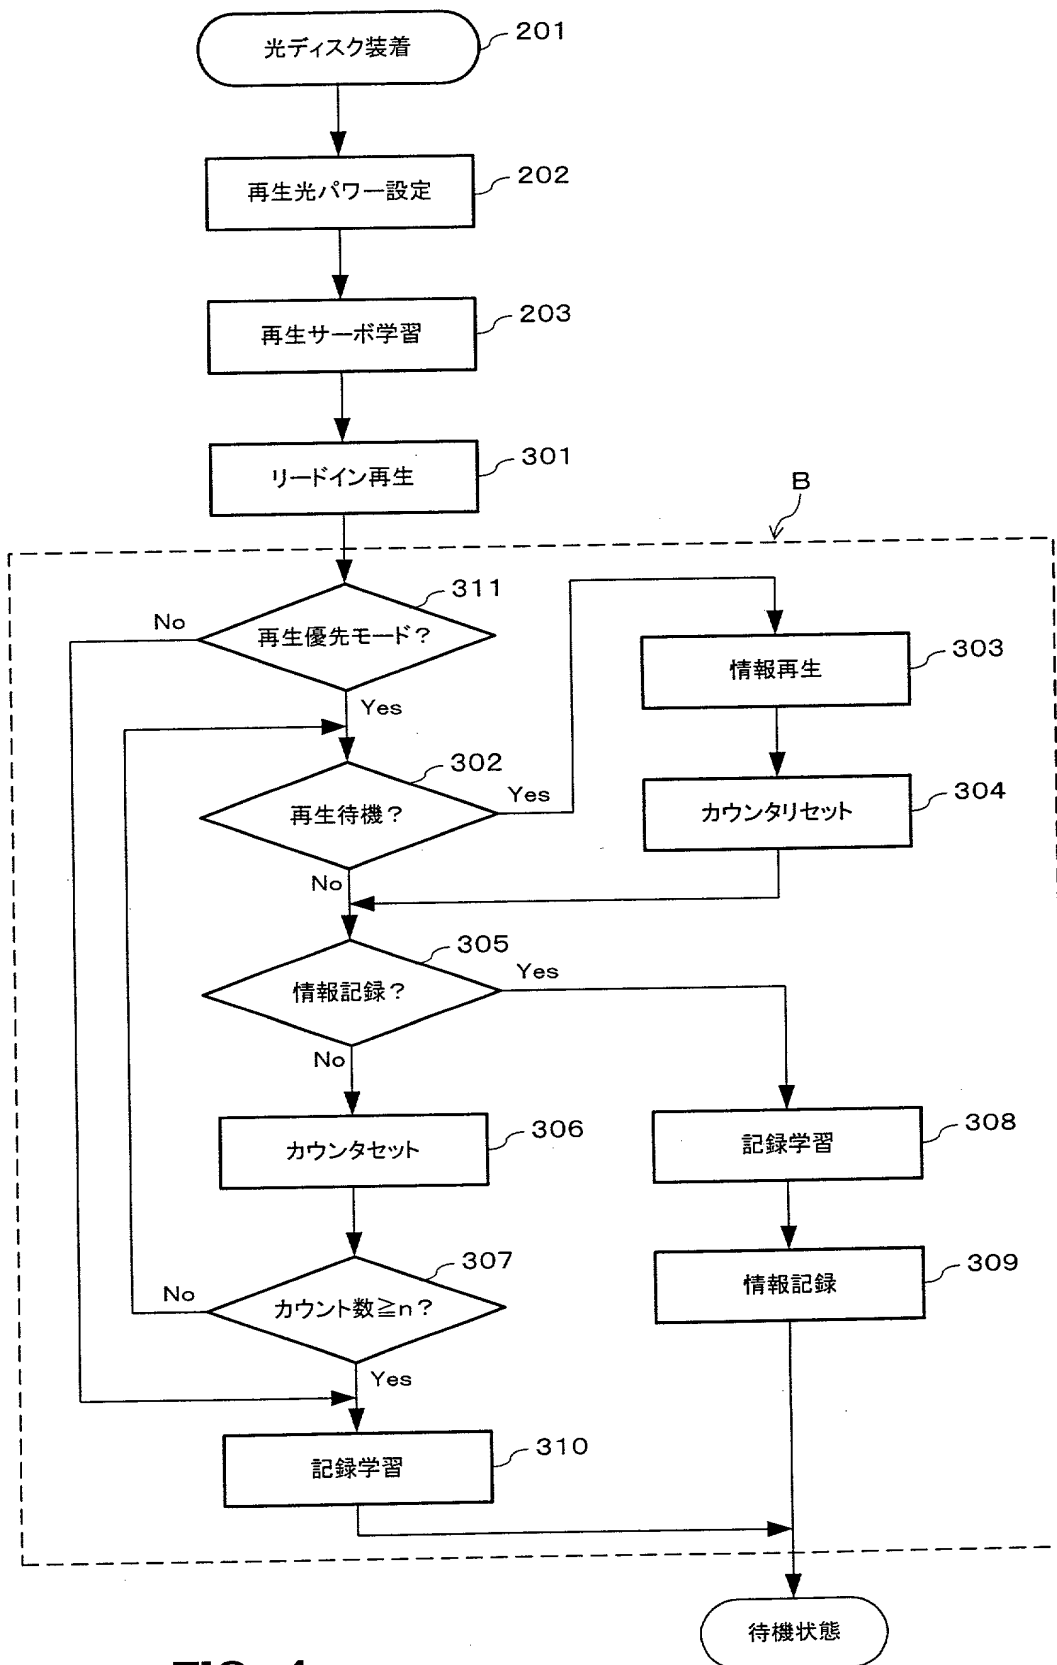 光ディスク装着
201
再生光パワー設定
202
再生サーボ学習
203
リードイン再生
301
B
再生優先モード?
311
No
Yes
情報再生
303
再生待機?
302
Yes
No
カウンタリセット
304
情報記録?
305
Yes
No
カウンタセット
306
記録学習
308
カウント数≧n?
307
No
Yes
情報記録
309
記録学習
310
待機状態